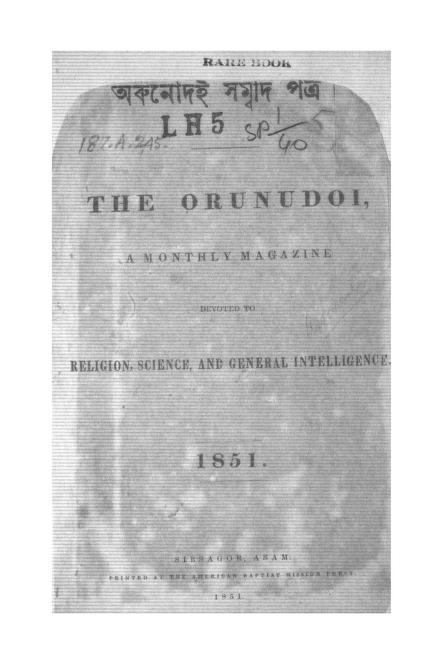 RARE BOOK
অৰুনোদই সম্বাদ পত্ৰ
LH5 SP 1/40
187.A.245.
THE ORUNUDOI,
A MONTHLY MAGAZINE
DEVOTED TO
RELIGION, SCIENCE, AND GENERAL INTELLIGENCE.
1851.
SIBSAGOR, ASAM:
PRINTED AT THE AMERICAN BAPTIST MISSION PRESS.
1851.